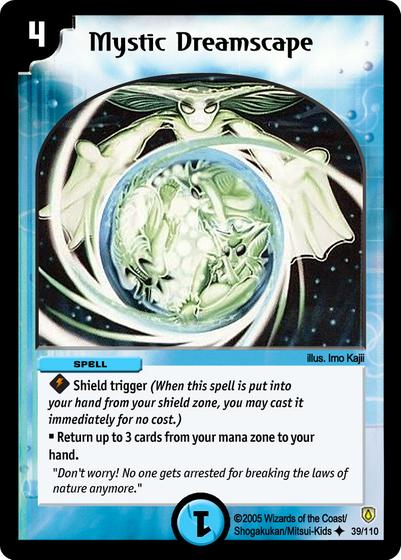 4 Mystic Dreamscape
illus. Imo Kajii
SPELL
Shield trigger (When this spell is put into
your hand from your shield zone, you may cast it
immediately for no cost.)
▪ Return up to 3 cards from your mana zone to your
hand.
"Don't worry! No one gets arrested for breaking the laws of
nature anymore."
1
©2005 Wizards of the Coast/
Shogakukan/Mitsui-Kids ✦ 39/110